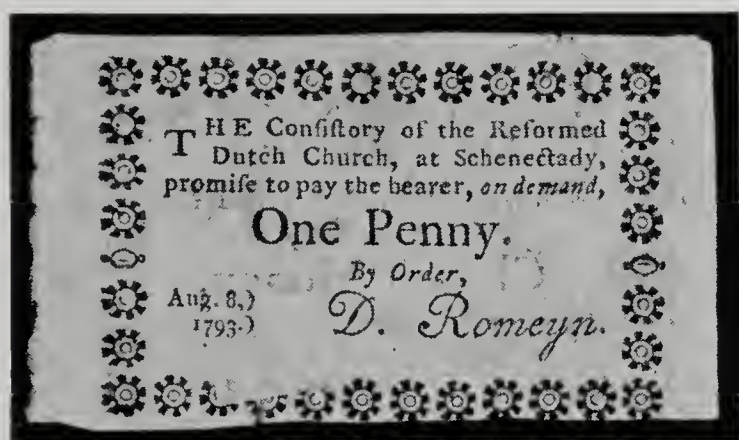 THE Conſiſtory of the Reformed
Dutch Church, at Schenectady,
promiſe to pay the bearer, on demand,
One Penny.
By Order,
Aug. 8,)
1793.)
D. Romeyn.